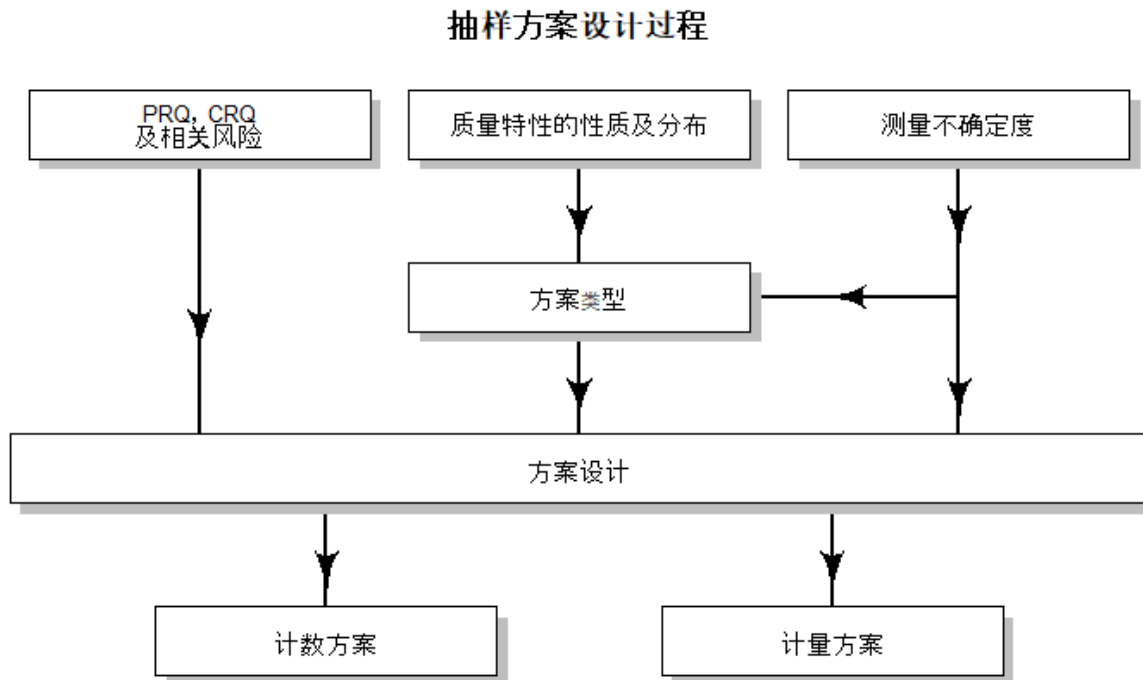 抽样方案设计过程
PRQ, CRQ
及相关风险
质量特性的性质及分布
测量不确定度
方案类型
方案设计
计数方案
计量方案